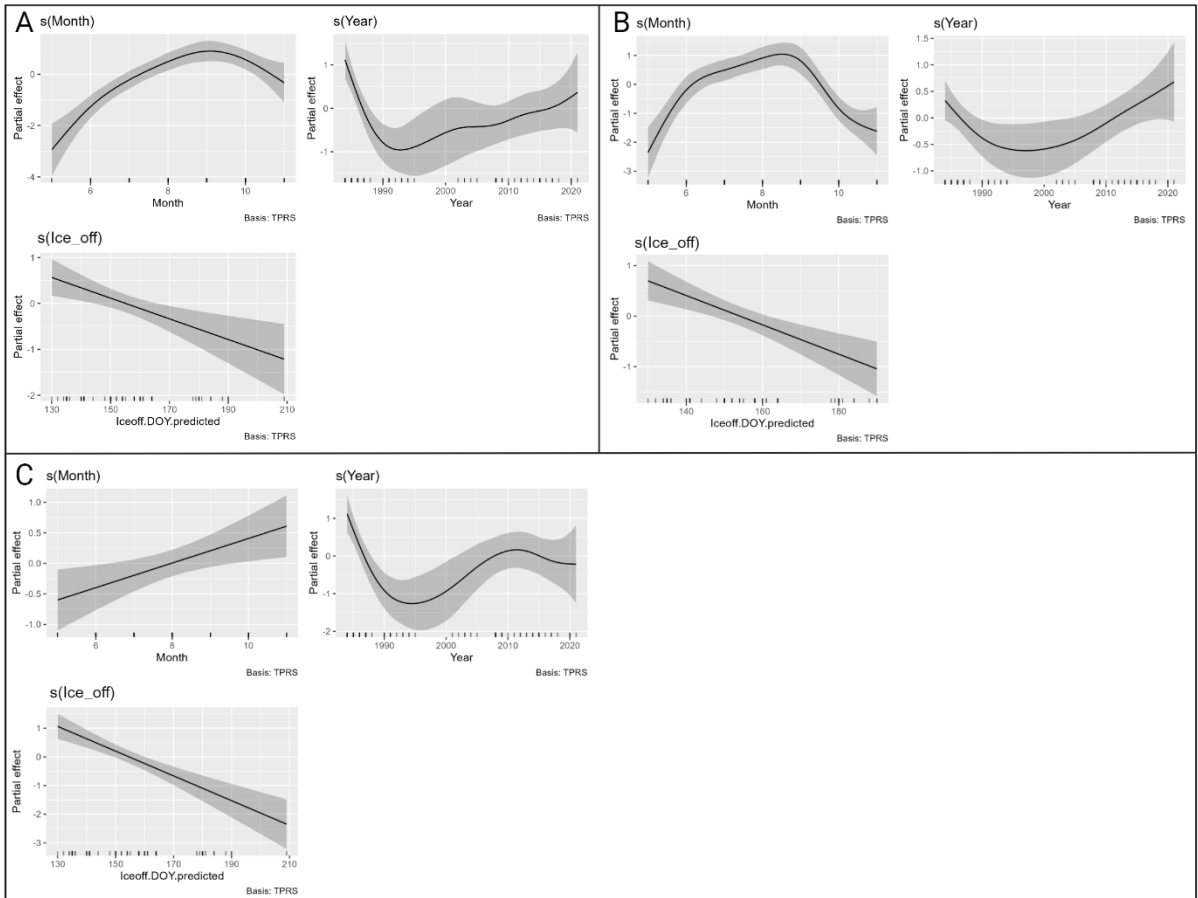 A
s(Month)
Partial effect
0
-2
-4
6
8
10
Month
Basis: TPRS
s(Year)
Partial effect
1
0
-1
1990
2000
2010
2020
Year
Basis: TPRS
s(Ice_off)
Partial effect
1
0
-1
-2
130
150
170
190
210
Iceoff.DOY.predicted
Basis: TPRS
B
s(Month)
Partial effect
1
0
-1
-2
-3
6
8
10
Month
Basis: TPRS
s(Year)
Partial effect
1.5
1.0
0.5
0.0
-0.5
-1.0
1990
2000
2010
2020
Year
Basis: TPRS
s(Ice_off)
Partial effect
1
0
-1
140
160
180
Iceoff.DOY.predicted
Basis: TPRS
C
s(Month)
Partial effect
1.0
0.5
0.0
-0.5
-1.0
6
8
10
Month
Basis: TPRS
s(Year)
Partial effect
1
0
-1
-2
1990
2000
2010
2020
Year
Basis: TPRS
s(Ice_off)
Partial effect
1
0
-1
-2
-3
130
150
170
190
210
Iceoff.DOY.predicted
Basis: TPRS